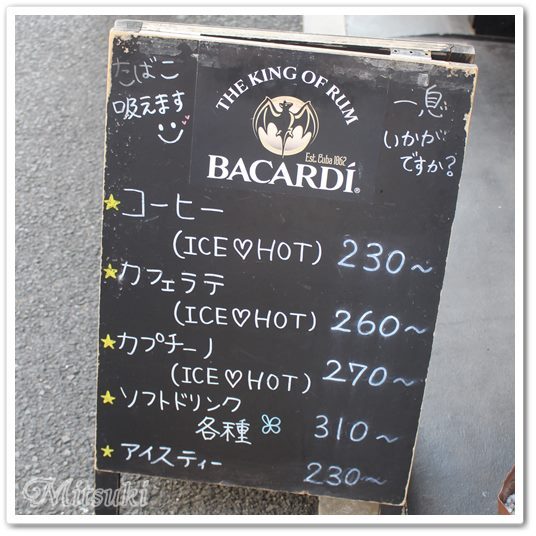 たばこ
吸えます
THE KING OF RUM
Est. Cuba 1862
BACARDÍ®
一息
いかが
ですか?
コーヒー
(ICE♡HOT) 230~
カフェラテ
(ICE♡HOT) 260~
カプチーノ
(ICE♡HOT) 270~
ソフトドリンク
各種 310~
アイスティー 230~
Mitsuki